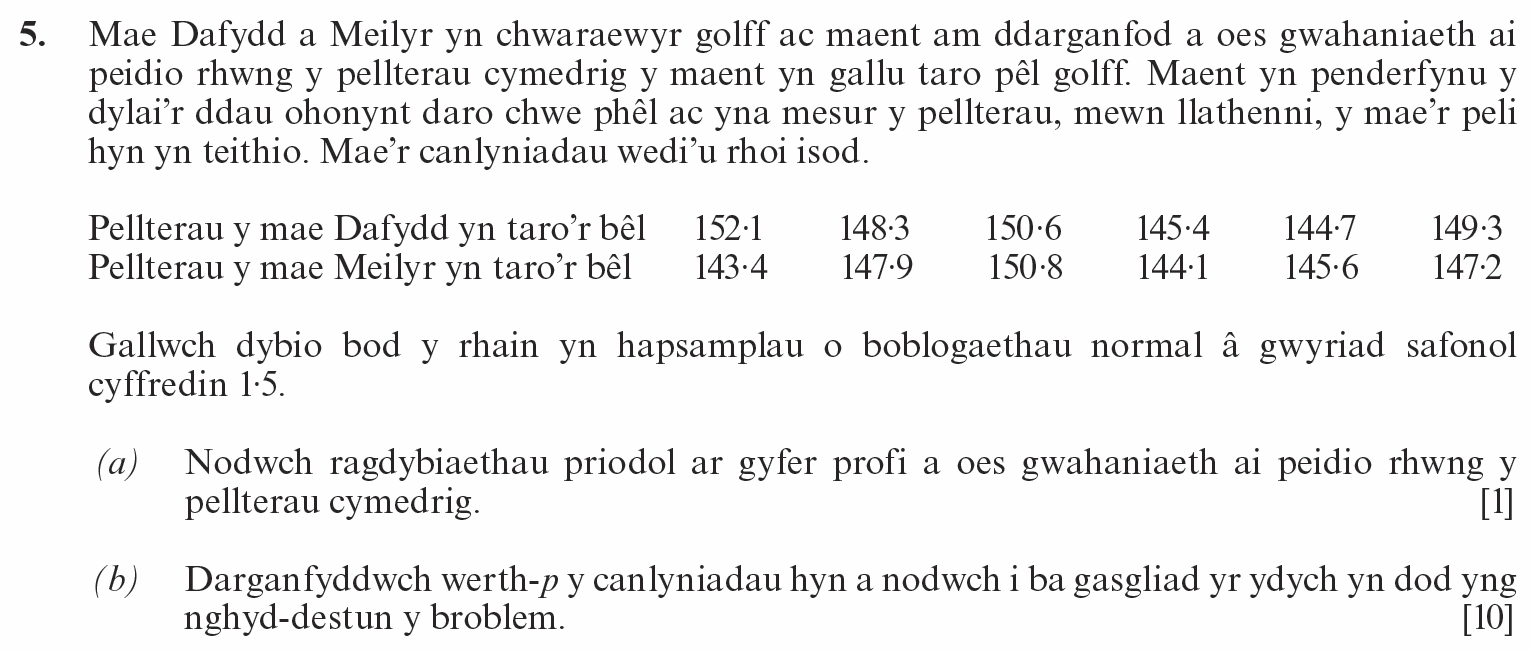 5. Mae Dafydd a Meilyr yn chwaraewyr golff ac maent am ddarganfod a oes gwahaniaeth ai
peidio rhwng y pellterau cymedrig y maent yn gallu taro pêl golff. Maent yn penderfynu y
dylai’r ddau ohonynt daro chwe phêl ac yna mesur y pellterau, mewn llathenni, y mae’r peli
hyn yn teithio. Mae’r canlyniadau wedi’u rhoi isod.
Pellterau y mae Dafydd yn taro’r bêl 152·1 148·3 150·6 145·4 144·7 149·3
Pellterau y mae Meilyr yn taro’r bêl 143·4 147·9 150·8 144·1 145·6 147·2
Gallwch dybio bod y rhain yn hapsamplau o boblogaethau normal â gwyriad safonol
cyffredin 1·5.
(a) Nodwch ragdybiaethau priodol ar gyfer profi a oes gwahaniaeth ai peidio rhwng y
pellterau cymedrig. [1]
(b) Darganfyddwch werth-p y canlyniadau hyn a nodwch i ba gasgliad yr ydych yn dod yng
nghyd-destun y broblem. [10]